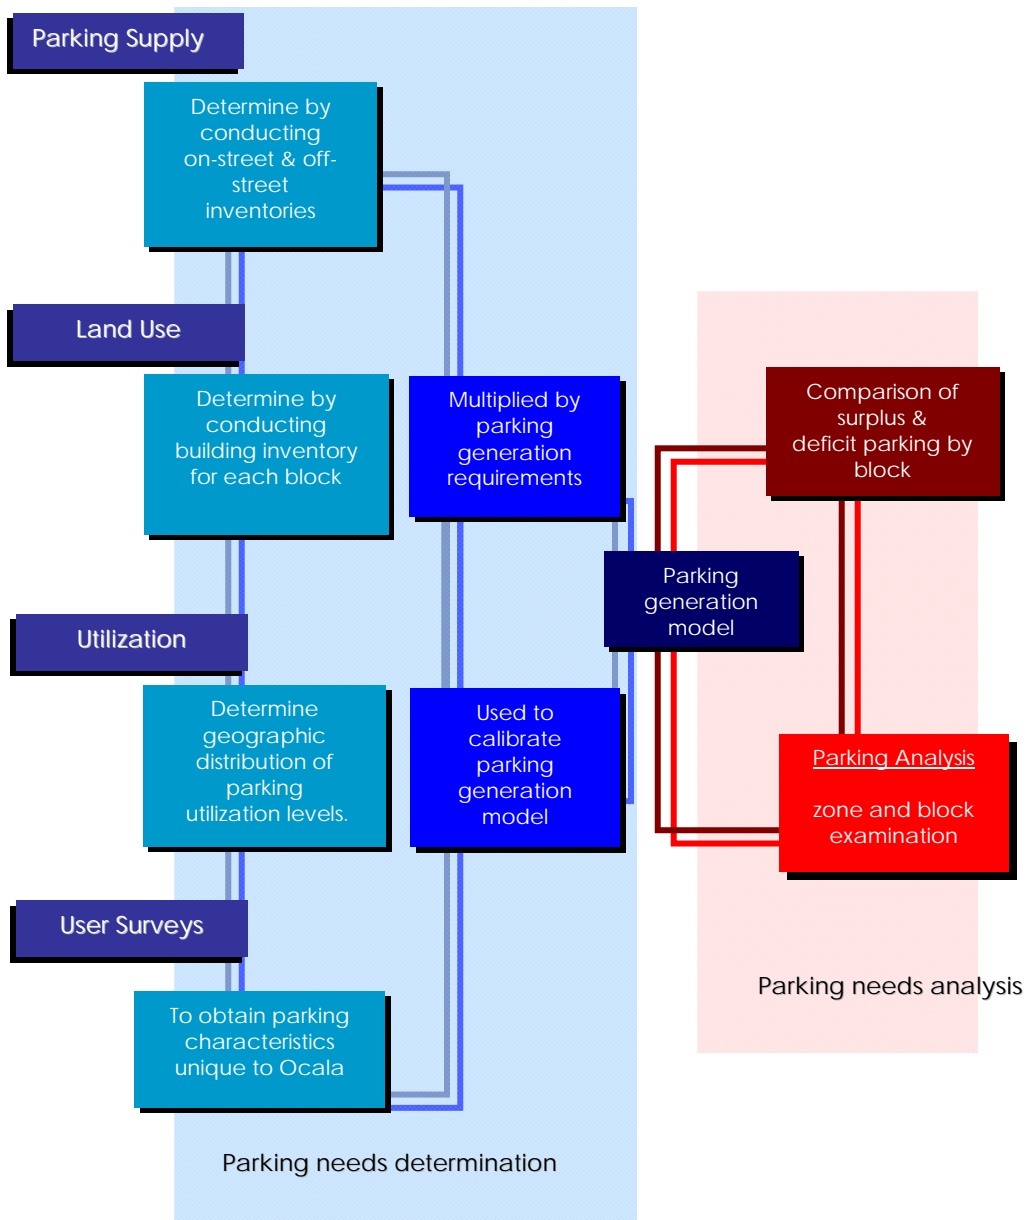 Parking Supply
Determine by
conducting
on-street & off-
street
inventories
Land Use
Determine by
conducting
building inventory
for each block
Multiplied by
parking
generation
requirements
Comparison of
surplus &
deficit parking by
block
Parking
generation
model
Utilization
Determine
geographic
distribution of
parking
utilization levels.
Used to
calibrate
parking
generation
model
Parking Analysis
zone and block
examination
User Surveys
To obtain parking
characteristics
unique to Ocala
Parking needs analysis
Parking needs determination